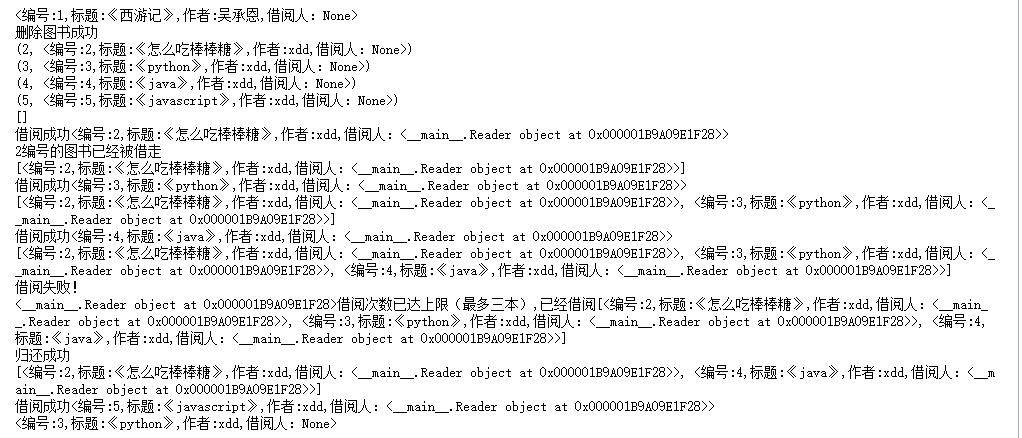 <编号:1,标题:《西游记》,作者:吴承恩,借阅人: None>
删除图书成功
(2, <编号:2,标题:《怎么吃棒棒糖》,作者:xdd,借阅人: None>)
(3, <编号:3,标题:《python》,作者:xdd,借阅人: None>)
(4, <编号:4,标题:《java》,作者:xdd,借阅人: None>)
(5, <编号:5,标题:《javascript》,作者:xdd,借阅人: None>)
[]
借阅成功<编号:2,标题:《怎么吃棒棒糖》,作者:xdd,借阅人: <__main__.Reader object at 0x000001B9A09E1F28>>
2编号的图书已经被借走
[<编号:2,标题:《怎么吃棒棒糖》,作者:xdd,借阅人: <__main__.Reader object at 0x000001B9A09E1F28>>]
借阅成功<编号:3,标题:《python》,作者:xdd,借阅人: <__main__.Reader object at 0x000001B9A09E1F28>>
[<编号:2,标题:《怎么吃棒棒糖》,作者:xdd,借阅人: <__main__.Reader object at 0x000001B9A09E1F28>>, <编号:3,标题:《python》,作者:xdd,借阅人: <_
_main__.Reader object at 0x000001B9A09E1F28>>]
借阅成功<编号:4,标题:《java》,作者:xdd,借阅人: <__main__.Reader object at 0x000001B9A09E1F28>>
[<编号:2,标题:《怎么吃棒棒糖》,作者:xdd,借阅人: <__main__.Reader object at 0x000001B9A09E1F28>>, <编号:3,标题:《python》,作者:xdd,借阅人: <_
_main__.Reader object at 0x000001B9A09E1F28>>, <编号:4,标题:《java》,作者:xdd,借阅人: <__main__.Reader object at 0x000001B9A09E1F28>>]
借阅失败!
<__main__.Reader object at 0x000001B9A09E1F28>借阅次数已达上限（最多三本）,已经借阅[<编号:2,标题:《怎么吃棒棒糖》,作者:xdd,借阅人: <__main_
_.Reader object at 0x000001B9A09E1F28>>, <编号:3,标题:《python》,作者:xdd,借阅人: <__main__.Reader object at 0x000001B9A09E1F28>>, <编号:4,
标题:《java》,作者:xdd,借阅人: <__main__.Reader object at 0x000001B9A09E1F28>>]
归还成功
[<编号:2,标题:《怎么吃棒棒糖》,作者:xdd,借阅人: <__main__.Reader object at 0x000001B9A09E1F28>>, <编号:4,标题:《java》,作者:xdd,借阅人: <__m
ain__.Reader object at 0x000001B9A09E1F28>>]
借阅成功<编号:5,标题:《javascript》,作者:xdd,借阅人: <__main__.Reader object at 0x000001B9A09E1F28>>
<编号:3,标题:《python》,作者:xdd,借阅人: None>